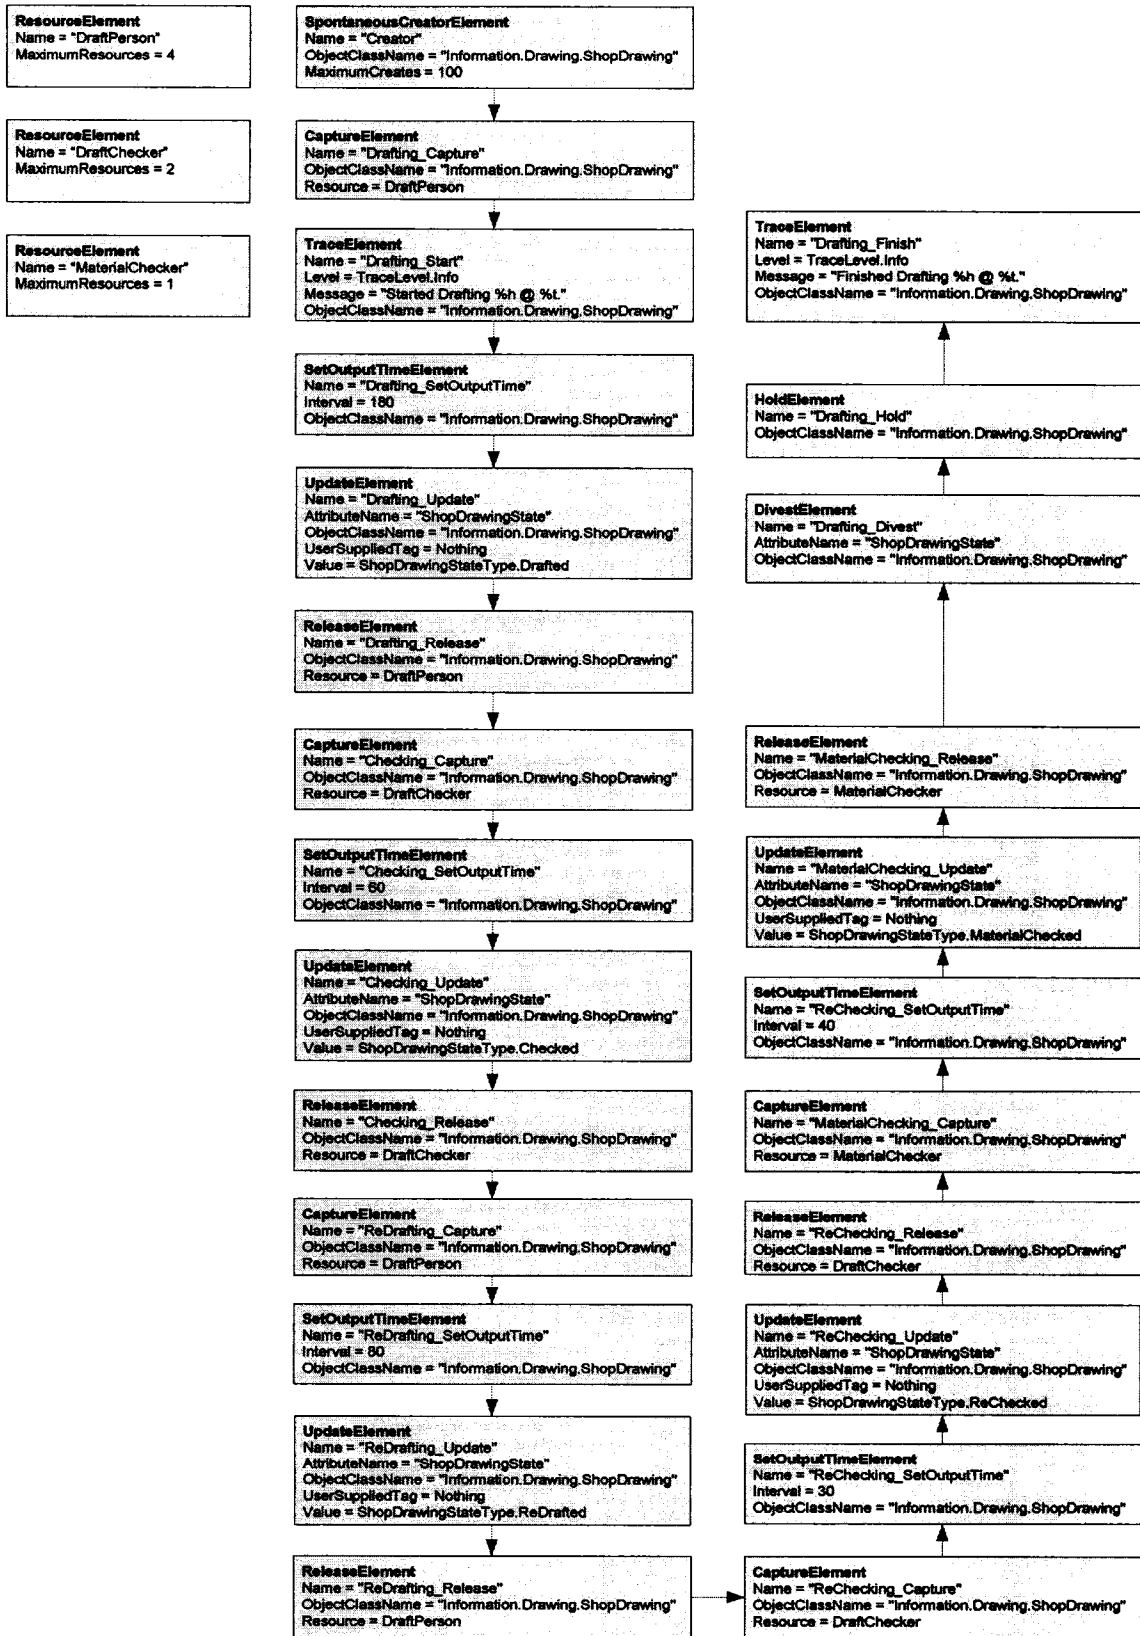 ResourceElement
Name = "DraftPerson"
MaximumResources = 4
ResourceElement
Name = "DraftChecker"
MaximumResources = 2
ResourceElement
Name = "MaterialChecker"
MaximumResources = 1
SpontaneousCreatorElement
Name = "Creator"
ObjectClassName = "Information.Drawing.ShopDrawing"
MaximumCreates = 100
CaptureElement
Name = "Drafting_Capture"
ObjectClassName = "Information.Drawing.ShopDrawing"
Resource = DraftPerson
TraceElement
Name = "Drafting_Start"
Level = TraceLevel.Info
Message = "Started Drafting %h @ %t."
ObjectClassName = "Information.Drawing.ShopDrawing"
SetOutputTimeElement
Name = "Drafting_SetOutputTime"
Interval = 180
ObjectClassName = "Information.Drawing.ShopDrawing"
UpdateElement
Name = "Drafting_Update"
AttributeName = "ShopDrawingState"
ObjectClassName = "Information.Drawing.ShopDrawing"
UserSuppliedTag = Nothing
Value = ShopDrawingStateType.Drafted
ReleaseElement
Name = "Drafting_Release"
ObjectClassName = "Information.Drawing.ShopDrawing"
Resource = DraftPerson
CaptureElement
Name = "Checking_Capture"
ObjectClassName = "Information.Drawing.ShopDrawing"
Resource = DraftChecker
SetOutputTimeElement
Name = "Checking_SetOutputTime"
Interval = 60
ObjectClassName = "Information.Drawing.ShopDrawing"
UpdateElement
Name = "Checking_Update"
AttributeName = "ShopDrawingState"
ObjectClassName = "Information.Drawing.ShopDrawing"
UserSuppliedTag = Nothing
Value = ShopDrawingStateType.Checked
ReleaseElement
Name = "Checking_Release"
ObjectClassName = "Information.Drawing.ShopDrawing"
Resource = DraftChecker
CaptureElement
Name = "ReDrafting_Capture"
ObjectClassName = "Information.Drawing.ShopDrawing"
Resource = DraftPerson
SetOutputTimeElement
Name = "ReDrafting_SetOutputTime"
Interval = 80
ObjectClassName = "Information.Drawing.ShopDrawing"
UpdateElement
Name = "ReDrafting_Update"
AttributeName = "ShopDrawingState"
ObjectClassName = "Information.Drawing.ShopDrawing"
UserSuppliedTag = Nothing
Value = ShopDrawingStateType.ReDrafted
ReleaseElement
Name = "ReDrafting_Release"
ObjectClassName = "Information.Drawing.ShopDrawing"
Resource = DraftPerson
TraceElement
Name = "Drafting_Finish"
Level = TraceLevel.Info
Message = "Finished Drafting %h @ %t."
ObjectClassName = "Information.Drawing.ShopDrawing"
HoldElement
Name = "Drafting_Hold"
ObjectClassName = "Information.Drawing.ShopDrawing"
DivestElement
Name = "Drafting_Divest"
AttributeName = "ShopDrawingState"
ObjectClassName = "Information.Drawing.ShopDrawing"
ReleaseElement
Name = "MaterialChecking_Release"
ObjectClassName = "Information.Drawing.ShopDrawing"
Resource = MaterialChecker
UpdateElement
Name = "MaterialChecking_Update"
AttributeName = "ShopDrawingState"
ObjectClassName = "Information.Drawing.ShopDrawing"
UserSuppliedTag = Nothing
Value = ShopDrawingStateType.MaterialChecked
SetOutputTimeElement
Name = "ReChecking_SetOutputTime"
Interval = 40
ObjectClassName = "Information.Drawing.ShopDrawing"
CaptureElement
Name = "MaterialChecking_Capture"
ObjectClassName = "Information.Drawing.ShopDrawing"
Resource = MaterialChecker
ReleaseElement
Name = "ReChecking_Release"
ObjectClassName = "Information.Drawing.ShopDrawing"
Resource = DraftChecker
UpdateElement
Name = "ReChecking_Update"
AttributeName = "ShopDrawingState"
ObjectClassName = "Information.Drawing.ShopDrawing"
UserSuppliedTag = Nothing
Value = ShopDrawingStateType.ReChecked
SetOutputTimeElement
Name = "ReChecking_SetOutputTime"
Interval = 30
ObjectClassName = "Information.Drawing.ShopDrawing"
CaptureElement
Name = "ReChecking_Capture"
ObjectClassName = "Information.Drawing.ShopDrawing"
Resource = DraftChecker